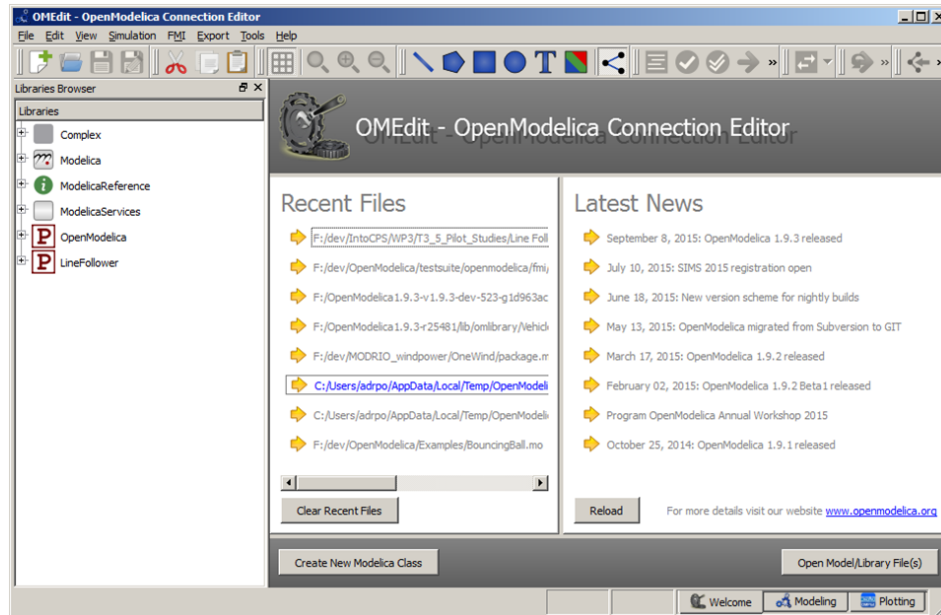 OMEdit - OpenModelica Connection Editor
File Edit View Simulation FMI Export Tools Help
Libraries Browser
Libraries
Complex
Modelica
ModelicaReference
ModelicaServices
OpenModelica
LineFollower
OMEdit - OpenModelica Connection Editor
Recent Files
F:/dev/IntoCPS/WP3/T3_5_Pilot_Studies/Line Foll
F:/dev/OpenModelica/testsuite/openmodelica/fmi/
F:/OpenModelica1.9.3-v1.9.3-dev-523-g1d963ac
F:/OpenModelica1.9.3-r25481/lib/omlibrary/Vehicl
F:/dev/MODRIO_windpower/OneWind/package.m
C:/Users/adrpo/AppData/Local/Temp/OpenModeli
C:/Users/adrpo/AppData/Local/Temp/OpenModeli
F:/dev/OpenModelica/Examples/BouncingBall.mo
Clear Recent Files
Latest News
September 8, 2015: OpenModelica 1.9.3 released
July 10, 2015: SIMS 2015 registration open
June 18, 2015: New version scheme for nightly builds
May 13, 2015: OpenModelica migrated from Subversion to GIT
March 17, 2015: OpenModelica 1.9.2 released
February 02, 2015: OpenModelica 1.9.2 Beta1 released
Program OpenModelica Annual Workshop 2015
October 25, 2014: OpenModelica 1.9.1 released
Reload
For more details visit our website www.openmodelica.org
Create New Modelica Class
Open Model/Library File(s)
Welcome
Modeling
Plotting